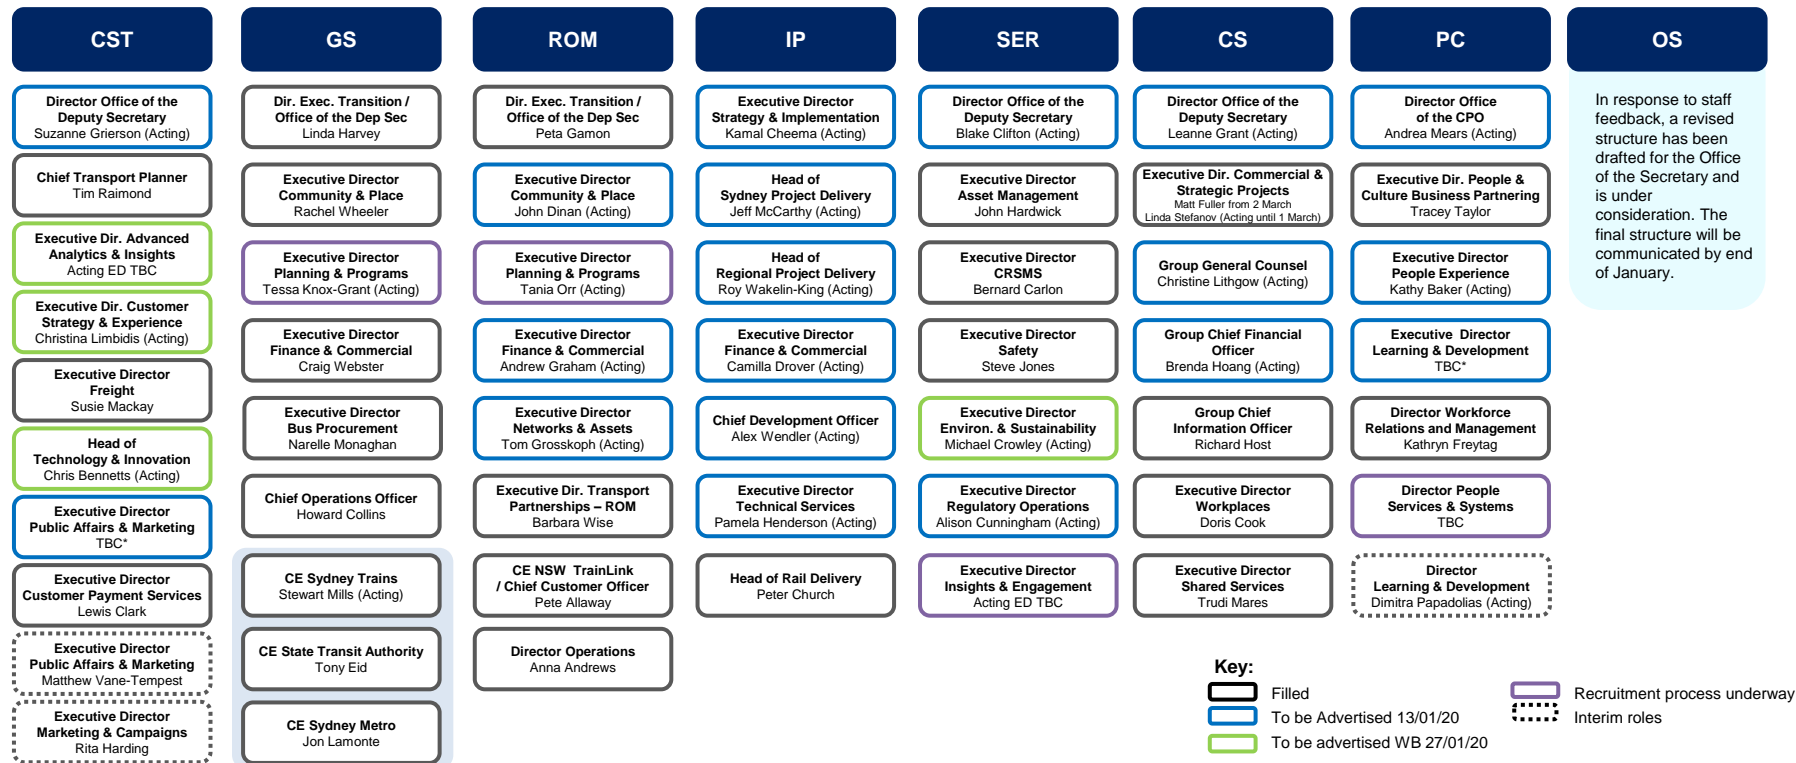 CST
Director Office of the
Deputy Secretary
Suzanne Grierson (Acting)
Chief Transport Planner
Tim Raimond
Executive Dir. Advanced
Analytics & Insights
Acting ED TBC
Executive Dir. Customer
Strategy & Experience
Christina Limbidis (Acting)
Executive Director
Freight
Susie Mackay
Head of
Technology & Innovation
Chris Bennetts (Acting)
Executive Director
Public Affairs & Marketing
TBC*
Executive Director
Customer Payment Services
Lewis Clark
Executive Director
Public Affairs & Marketing
Matthew Vane-Tempest
Executive Director
Marketing & Campaigns
Rita Harding
GS
Dir. Exec. Transition /
Office of the Dep Sec
Linda Harvey
Executive Director
Community & Place
Rachel Wheeler
Executive Director
Planning & Programs
Tessa Knox-Grant (Acting)
Executive Director
Finance & Commercial
Craig Webster
Executive Director
Bus Procurement
Narelle Monaghan
Chief Operations Officer
Howard Collins
CE Sydney Trains
Stewart Mills (Acting)
CE State Transit Authority
Tony Eid
CE Sydney Metro
Jon Lamonte
ROM
Dir. Exec. Transition /
Office of the Dep Sec
Peta Gamon
Executive Director
Community & Place
John Dinan (Acting)
Executive Director
Planning & Programs
Tania Orr (Acting)
Executive Director
Finance & Commercial
Andrew Graham (Acting)
Executive Director
Networks & Assets
Tom Grosskoph (Acting)
Executive Dir. Transport
Partnerships – ROM
Barbara Wise
CE NSW TrainLink
/ Chief Customer Officer
Pete Allaway
Director Operations
Anna Andrews
IP
Executive Director
Strategy & Implementation
Kamal Cheema (Acting)
Head of
Sydney Project Delivery
Jeff McCarthy (Acting)
Head of
Regional Project Delivery
Roy Wakelin-King (Acting)
Executive Director
Finance & Commercial
Camilla Drover (Acting)
Chief Development Officer
Alex Wendler (Acting)
Executive Director
Technical Services
Pamela Henderson (Acting)
Head of Rail Delivery
Peter Church
SER
Director Office of the
Deputy Secretary
Blake Clifton (Acting)
Executive Director
Asset Management
John Hardwick
Executive Director
CRSMS
Bernard Carlon
Executive Director
Safety
Steve Jones
Executive Director
Environ. & Sustainability
Michael Crowley (Acting)
Executive Director
Regulatory Operations
Alison Cunningham (Acting)
Executive Director
Insights & Engagement
Acting ED TBC
CS
Director Office of the
Deputy Secretary
Leanne Grant (Acting)
Executive Dir. Commercial &
Strategic Projects
Matt Fuller from 2 March
Linda Stefanov (Acting until 1 March)
Group General Counsel
Christine Lithgow (Acting)
Group Chief Financial
Officer
Brenda Hoang (Acting)
Group Chief
Information Officer
Richard Host
Executive Director
Workplaces
Doris Cook
Executive Director
Shared Services
Trudi Mares
PC
Director Office
of the CPO
Andrea Mears (Acting)
Executive Dir. People &
Culture Business Partnering
Tracey Taylor
Executive Director
People Experience
Kathy Baker (Acting)
Executive Director
Learning & Development
TBC*
Director Workforce
Relations and Management
Kathryn Freytag
Director People
Services & Systems
TBC
Director
Learning & Development
Dimitra Papadolias (Acting)
OS
In response to staff
feedback, a revised
structure has been
drafted for the Office
of the Secretary and
is under
consideration. The
final structure will be
communicated by end
of January.
Key:
Filled
To be Advertised 13/01/20
To be advertised WB 27/01/20
Recruitment process underway
Interim roles